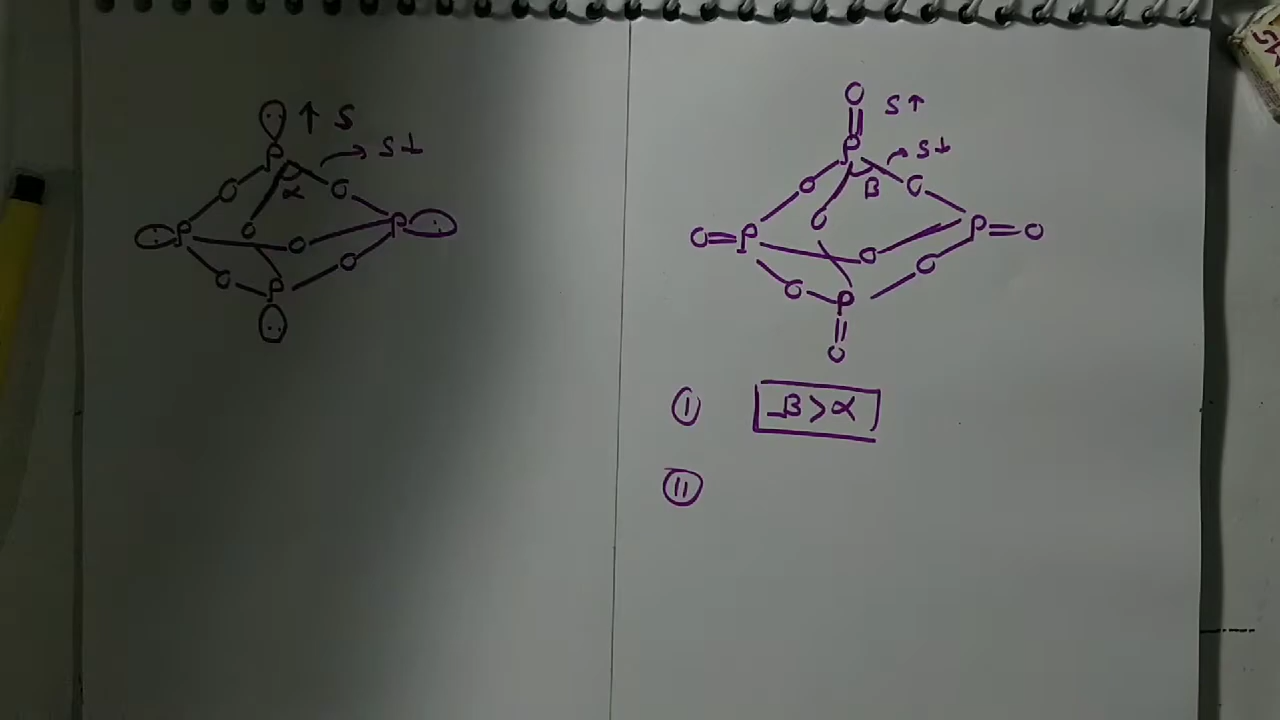 ↑ S
P
→ S↓
O O
α
P O O P
O O
P
O
S↑
P
→ S↓
O O
β
O
O=P O P=O
O O
P
O
① β > α
②